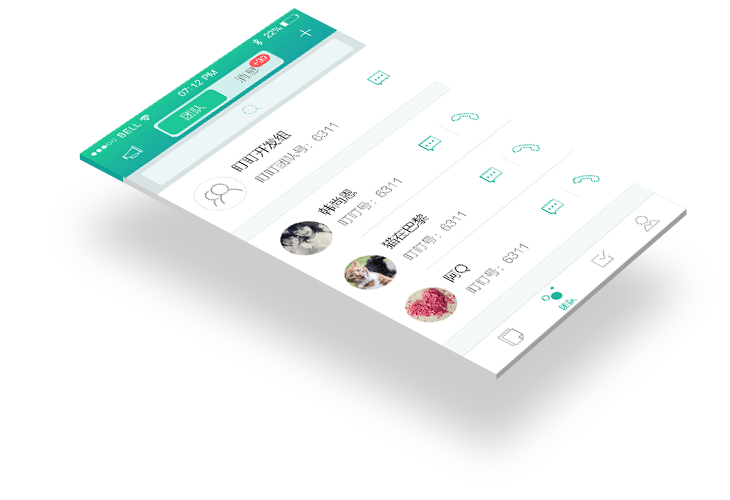 BELL 07:12 PM 22%
团队 消息 +99
叮叮开发组
叮叮团队号：6311
韩尚恩
叮叮号：6311
猫在巴黎
叮叮号：6311
阿Q
叮叮号：6311
团队